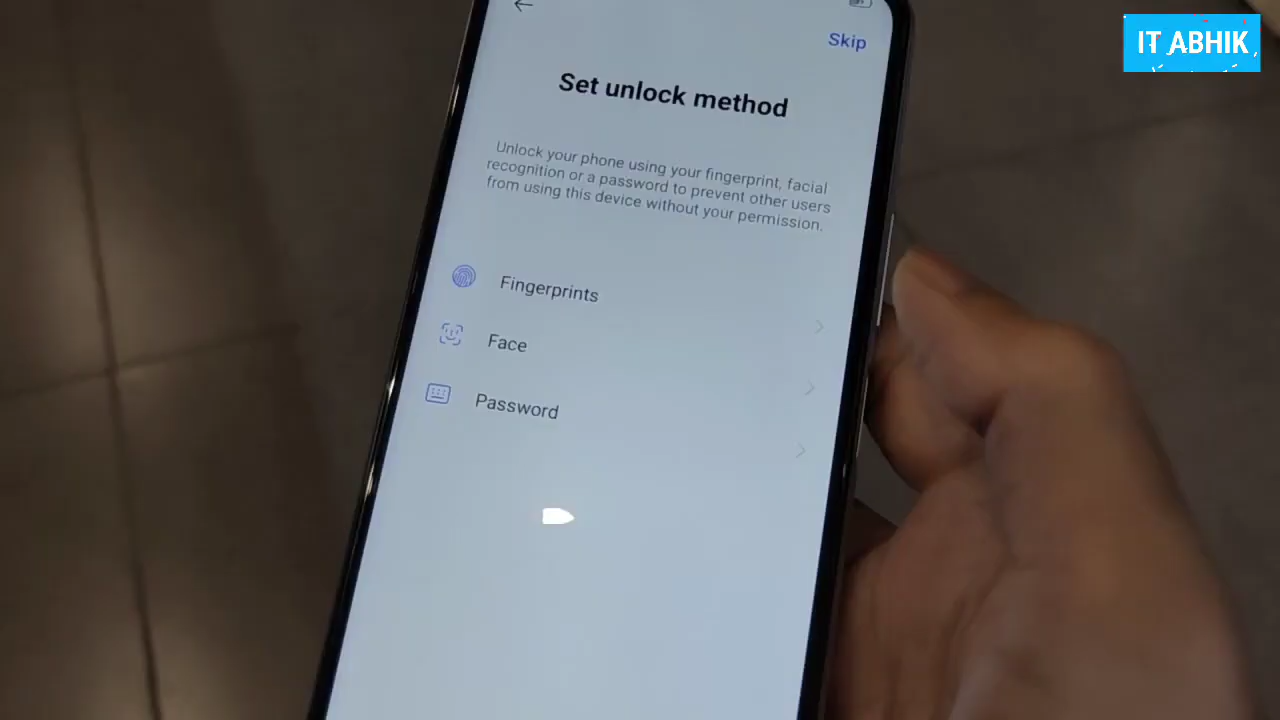 IT ABHIK
Skip
Set unlock method
Unlock your phone using your fingerprint, facial
recognition or a password to prevent other users
from using this device without your permission.
Fingerprints
Face
Password